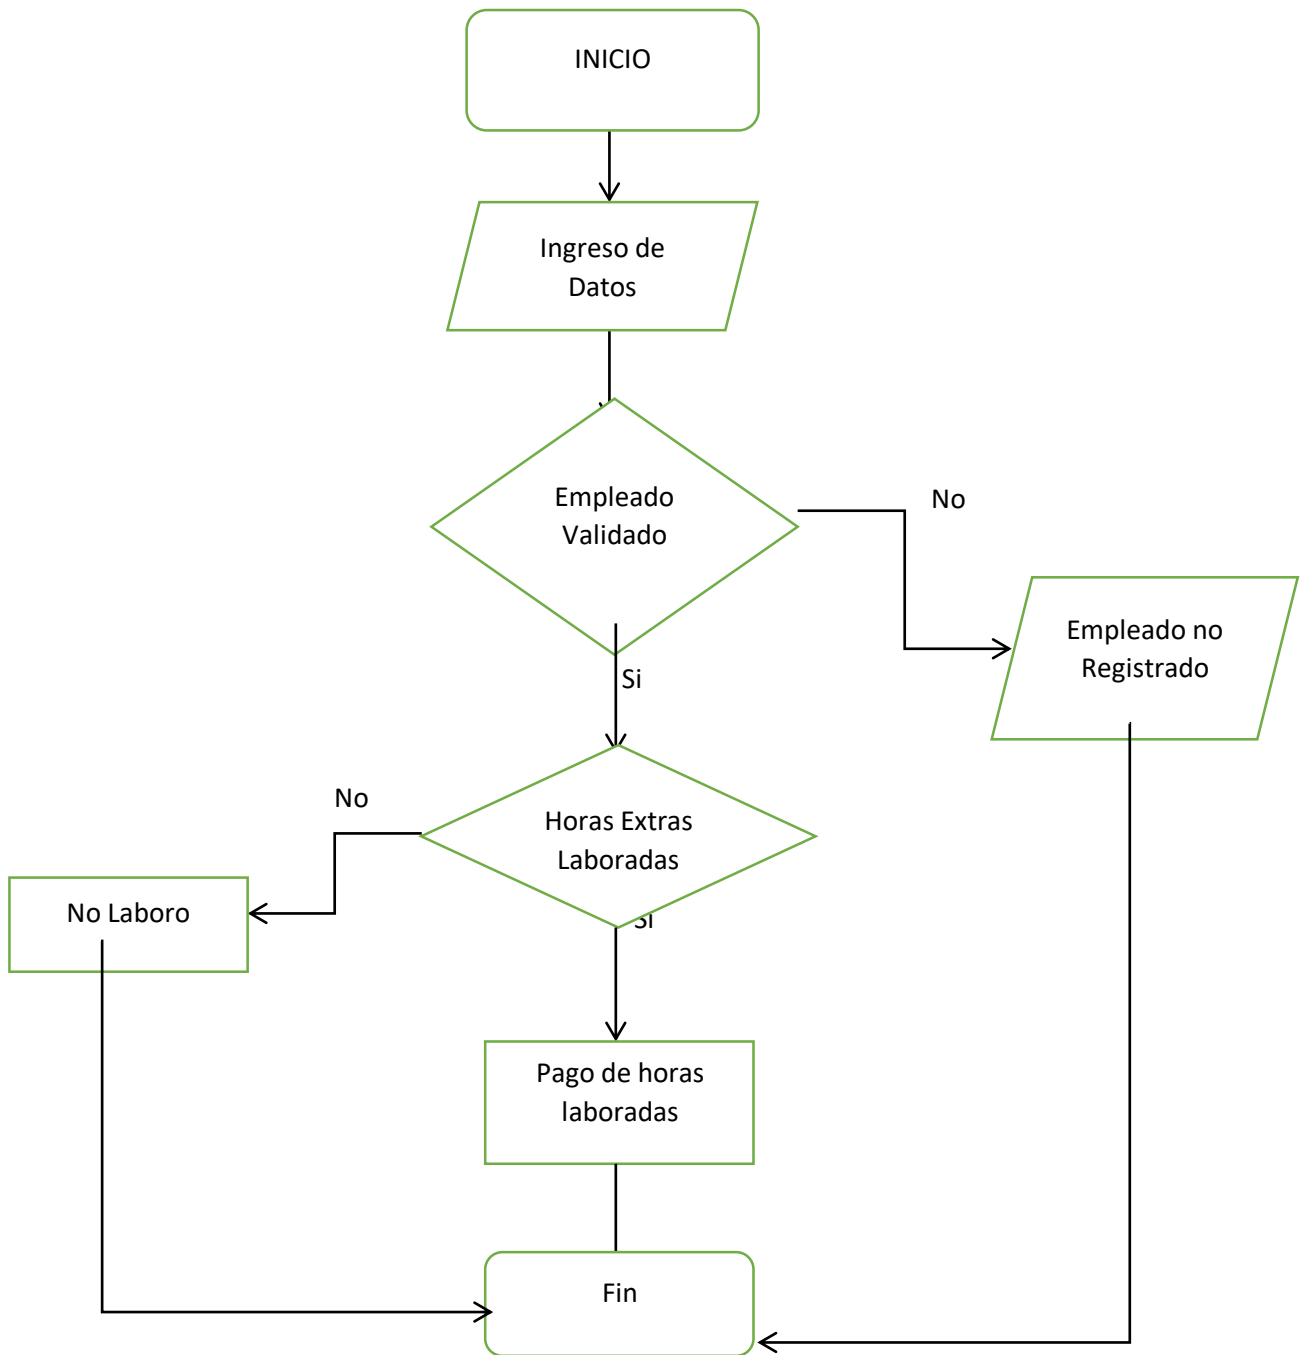 INICIO
Ingreso de
Datos
Empleado
Validado
No
Empleado no
Registrado
Si
No
Horas Extras
Laboradas
No Laboro
Si
Pago de horas
laboradas
Fin